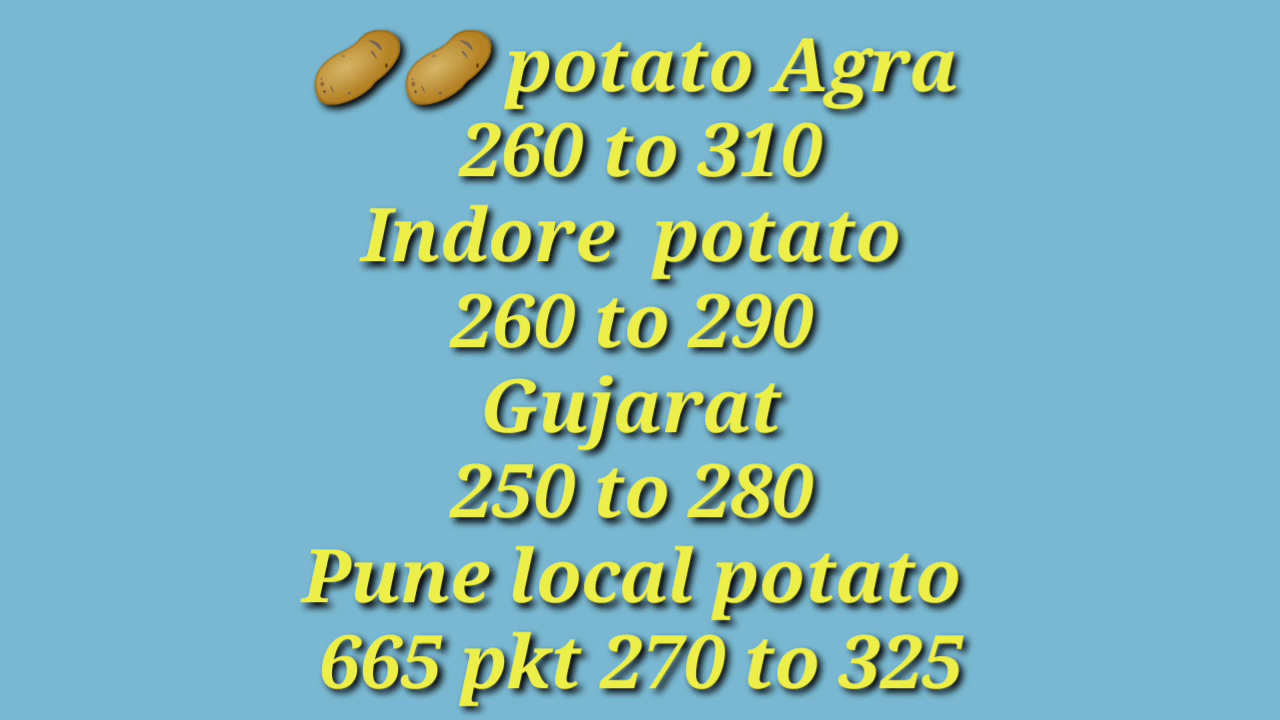 🥔🥔 potato Agra
260 to 310
Indore  potato
260 to 290
Gujarat
250 to 280
Pune local potato
665 pkt 270 to 325